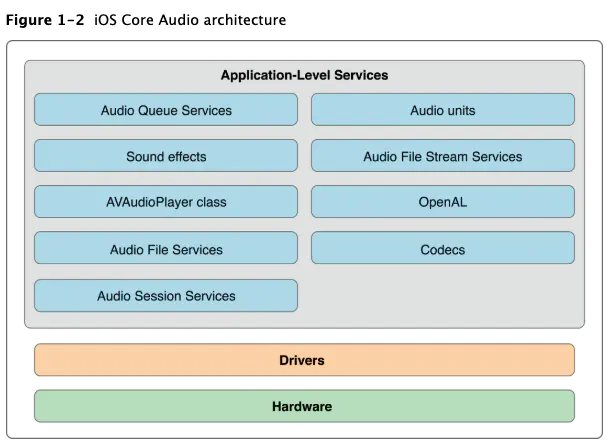 Figure 1-2 iOS Core Audio architecture
Application-Level Services
Audio Queue Services
Audio units
Sound effects
Audio File Stream Services
AVAudioPlayer class
OpenAL
Audio File Services
Codecs
Audio Session Services
Drivers
Hardware